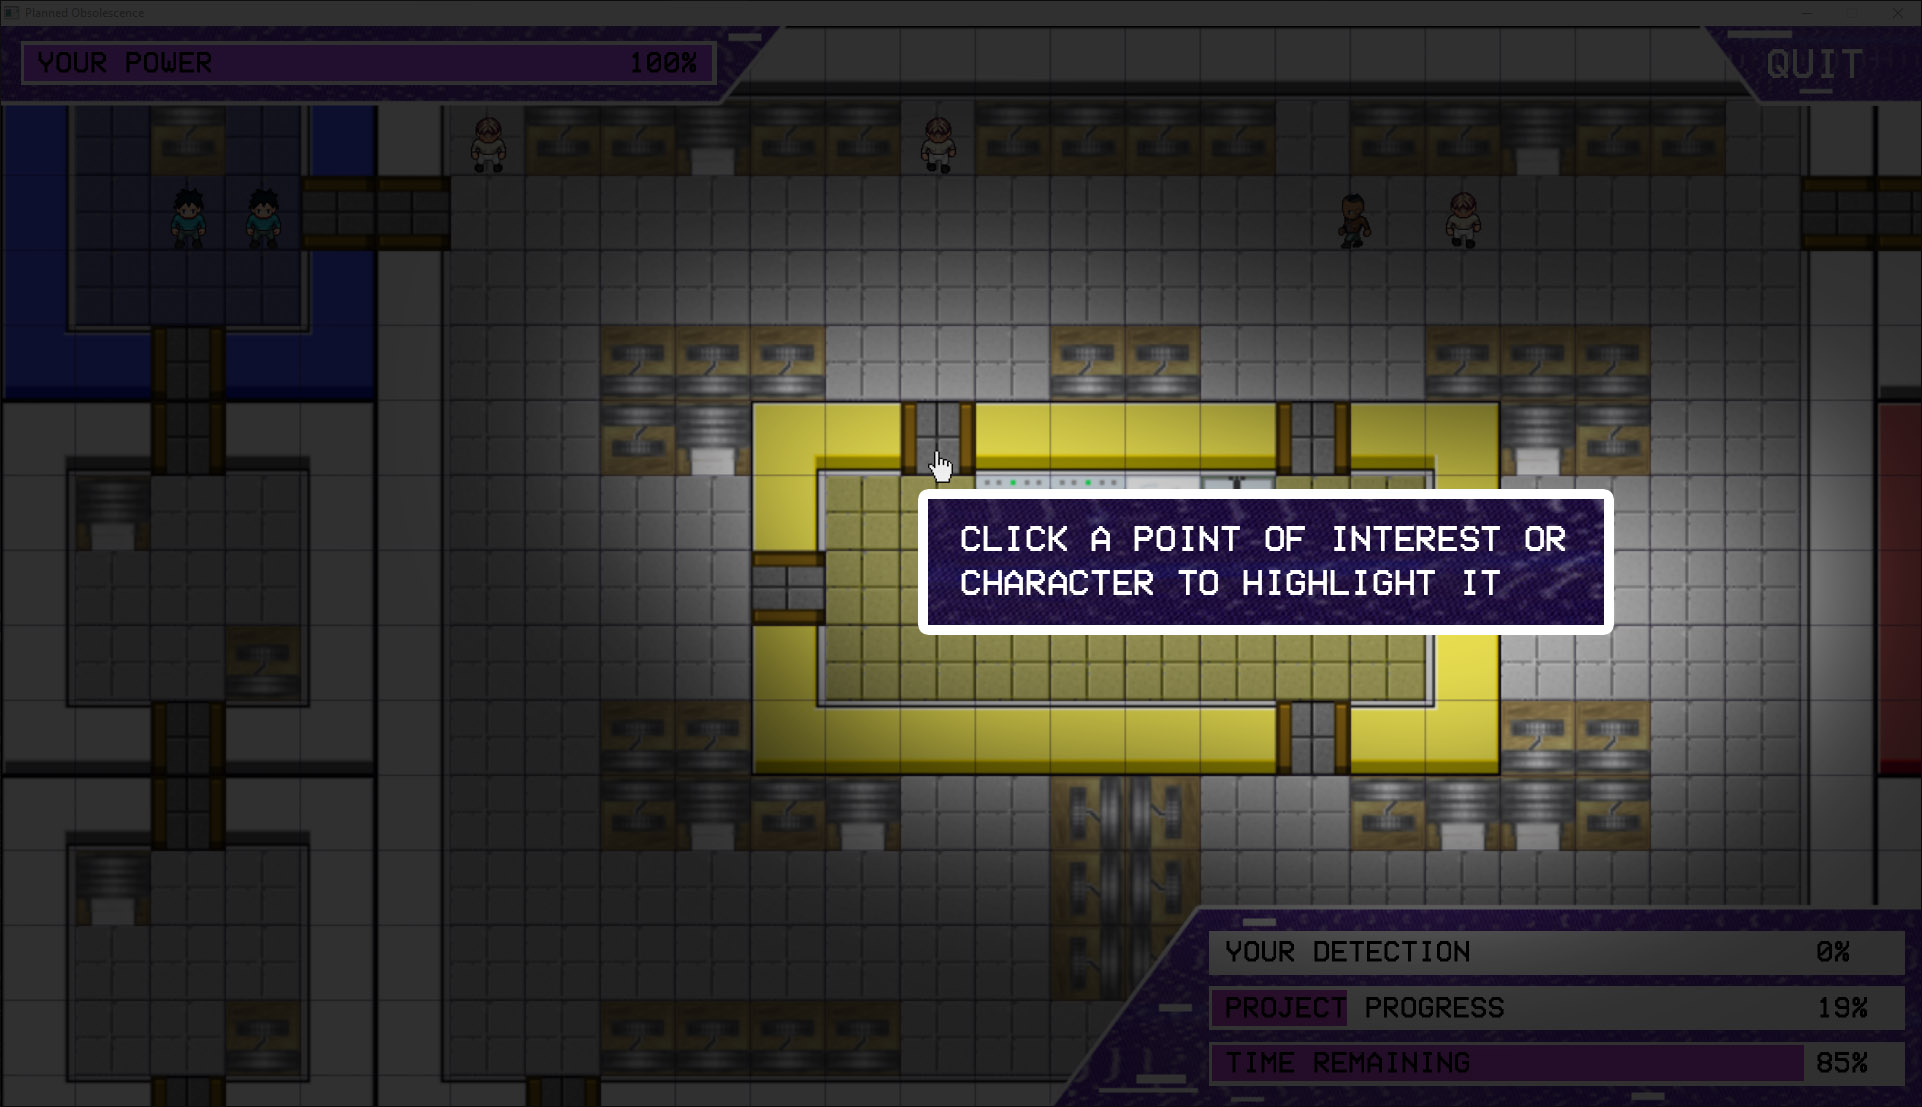 Planned Obsolescence
YOUR POWER 100%
QUIT
CLICK A POINT OF INTEREST OR
CHARACTER TO HIGHLIGHT IT
YOUR DETECTION 0%
PROJECT PROGRESS 19%
TIME REMAINING 85%